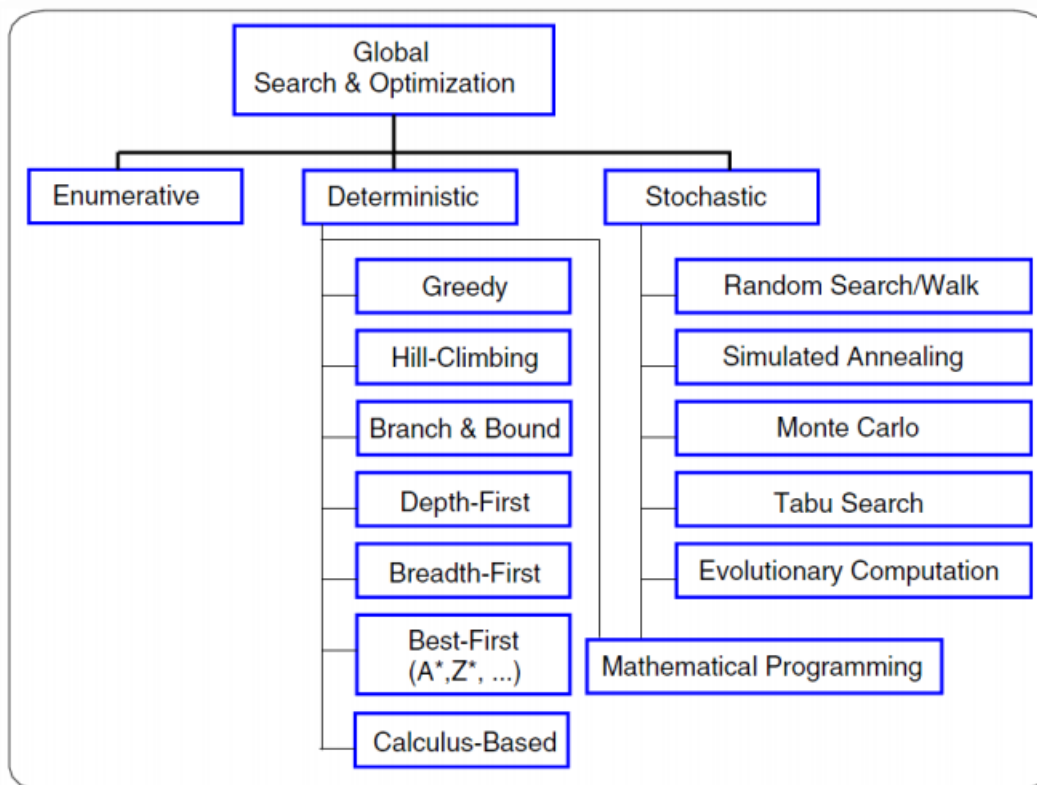 Global
Search & Optimization
Enumerative
Deterministic
Stochastic
Greedy
Hill-Climbing
Branch & Bound
Depth-First
Breadth-First
Best-First
(A*,Z*, ...)
Calculus-Based
Random Search/Walk
Simulated Annealing
Monte Carlo
Tabu Search
Evolutionary Computation
Mathematical Programming